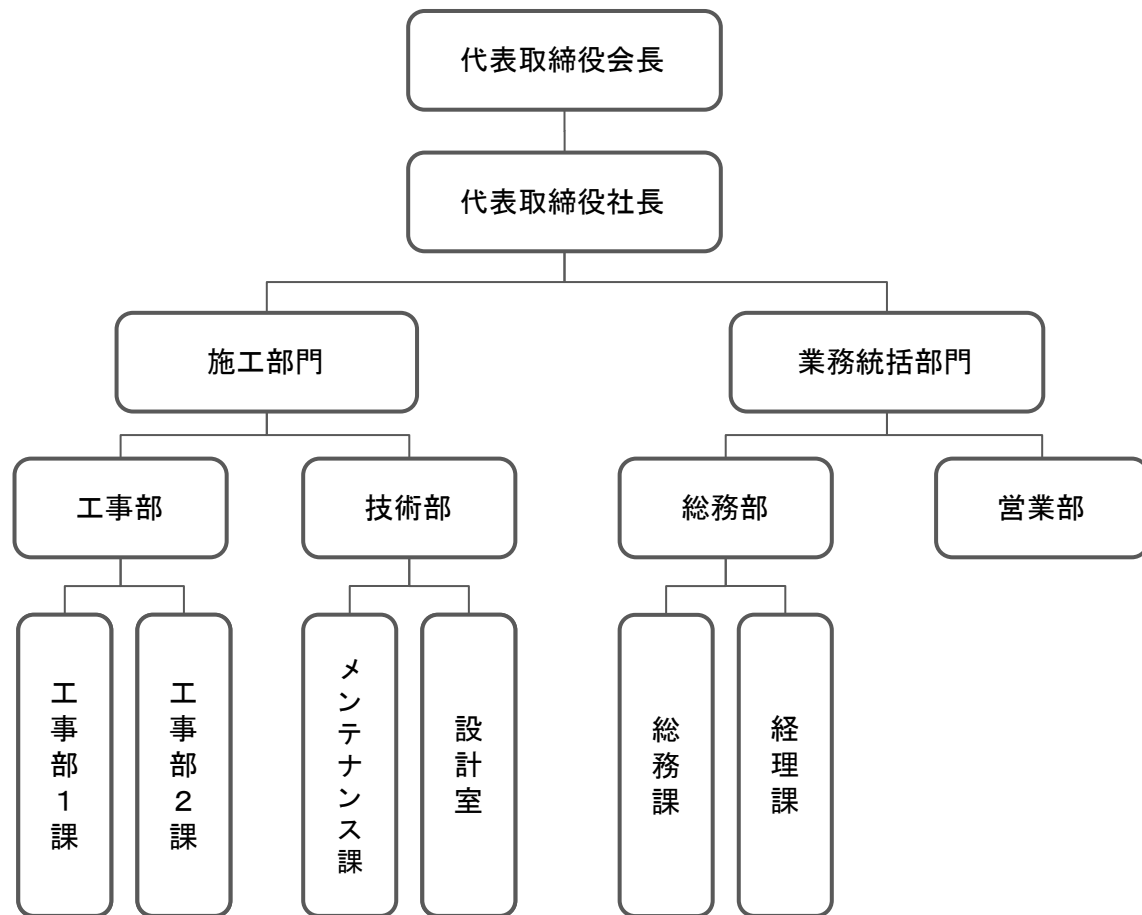 代表取締役会長
代表取締役社長
施工部門
業務統括部門
工事部
技術部
総務部
営業部
工事部１課
工事部２課
メンテナンス課
設計室
総務課
経理課